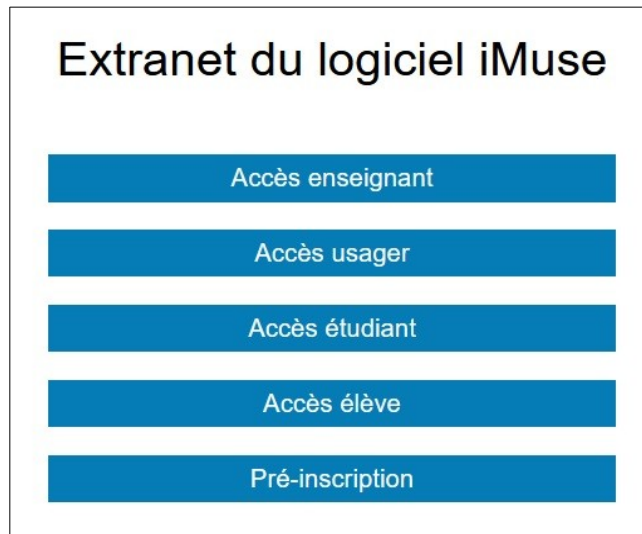 Extranet du logiciel iMuse
Accès enseignant
Accès usager
Accès étudiant
Accès élève
Pré-inscription